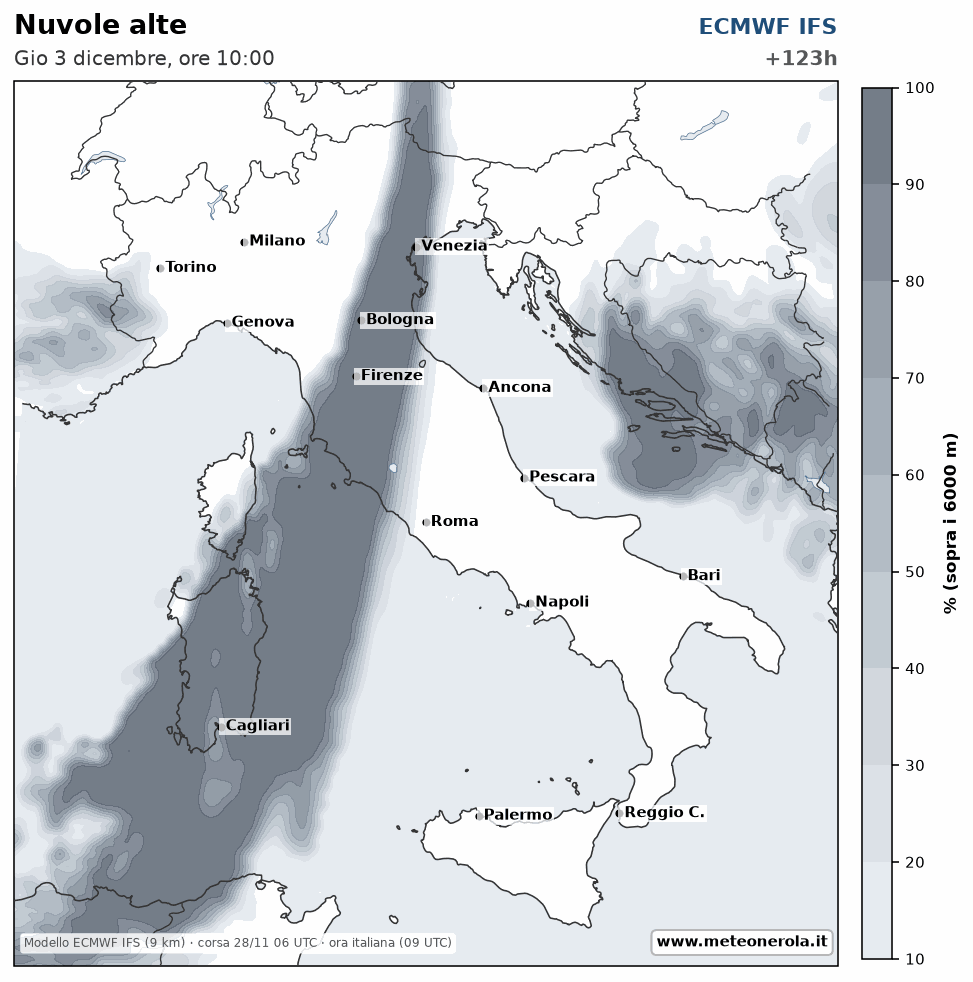 Nuvole alte
ECMWF IFS
Gio 3 dicembre, ore 10:00
+123h
Milano
Venezia
Torino
Genova
Bologna
Firenze
Ancona
Pescara
Roma
Bari
Napoli
Cagliari
Palermo
Reggio C.
Modello ECMWF IFS (9 km) · corsa 28/11 06 UTC · ora italiana (09 UTC)
www.meteonerola.it
100
90
80
70
60
50
40
30
20
10
% (sopra i 6000 m)